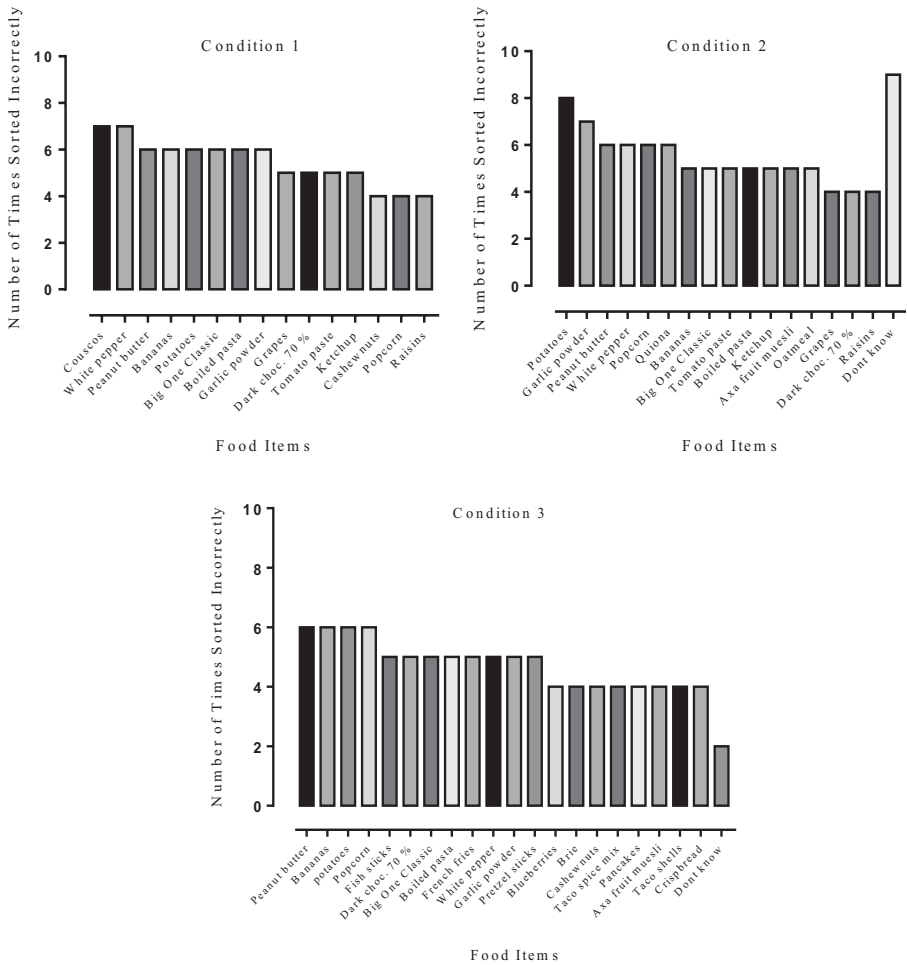 Condition 1
Number of Times Sorted Incorrectly
10
8
6
4
2
0
Couscos
White pepper
Peanut butter
Bananas
Potatoes
Big One Classic
Boiled pasta
Garlic powder
Grapes
Dark choc. 70 %
Tomato paste
Ketchup
Cashewnuts
Popcorn
Raisins
Food Items
Condition 2
Number of Times Sorted Incorrectly
10
8
6
4
2
0
Potatoes
Garlic powder
Peanut butter
White pepper
Popcorn
Quiona
Bananas
Big One Classic
Tomato paste
Boiled pasta
Ketchup
Axa fruit muesli
Oatmeal
Grapes
Dark choc. 70 %
Raisins
Dont know
Food Items
Condition 3
Number of Times Sorted Incorrectly
10
8
6
4
2
0
Peanut butter
Bananas
potatoes
Popcorn
Fish sticks
Dark choc. 70 %
Big One Classic
Boiled pasta
French fries
White pepper
Garlic powder
Pretzel sticks
Blueberries
Brie
Cashewnuts
Taco spice mix
Pancakes
Axa fruit muesli
Taco shells
Crispbread
Dont know
Food Items